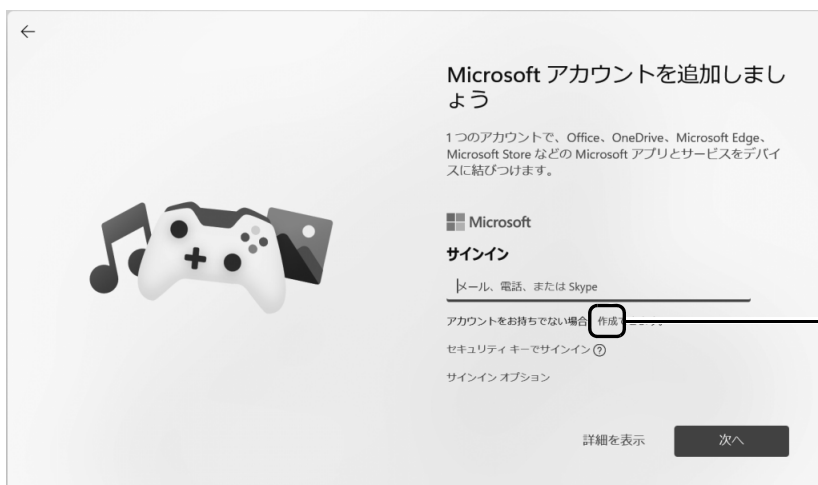 Microsoft アカウントを追加しまし
ょう
1 つのアカウントで、Office、OneDrive、Microsoft Edge、
Microsoft Store などの Microsoft アプリとサービスをデバイ
スに結びつけます。
Microsoft
サインイン
メール、電話、または Skype
アカウントをお持ちでない場合、作成
セキュリティ キーでサインイン
サインイン オプション
詳細を表示
次へ